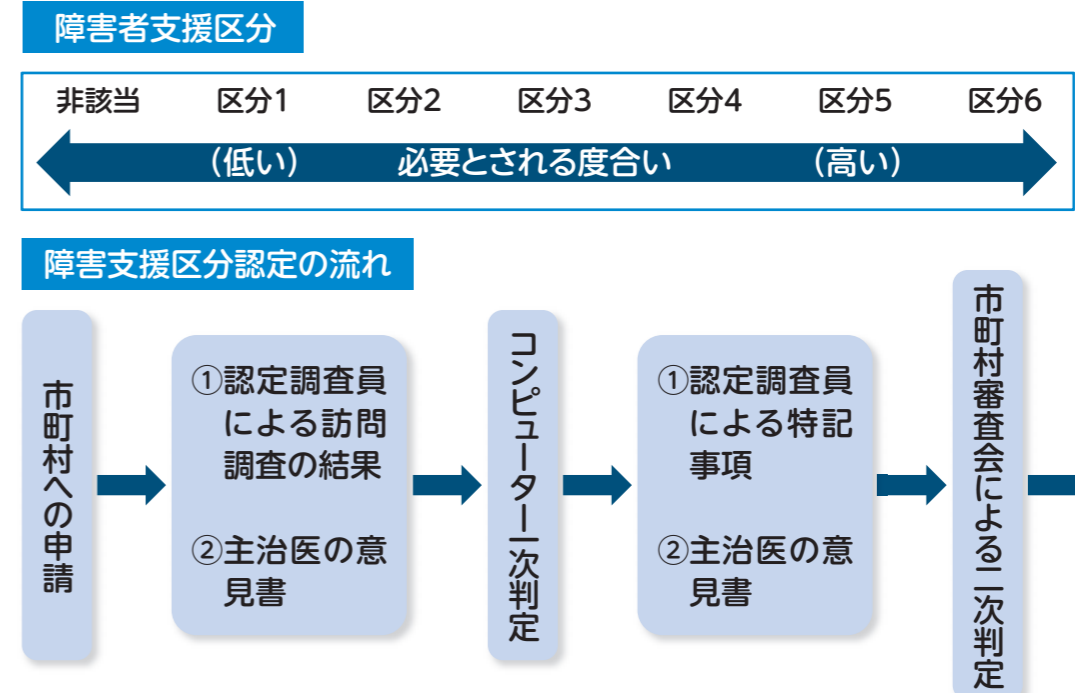 障害者支援区分
非該当 区分1 区分2 区分3 区分4 区分5 区分6
(低い) 必要とされる度合い (高い)
障害支援区分認定の流れ
市町村への申請
①認定調査員
による訪問
調査の結果
②主治医の意
見書
コンピューター一次判定
①認定調査員
による特記
事項
②主治医の意
見書
市町村審査会による二次判定